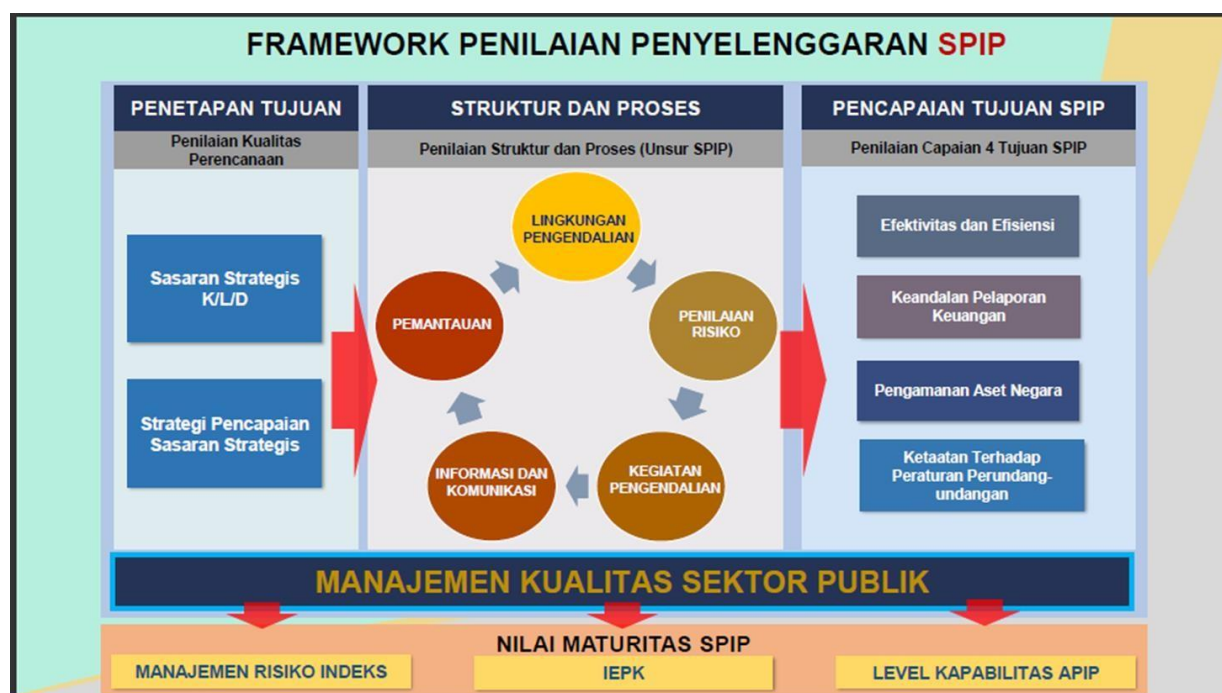 FRAMEWORK PENILAIAN PENYELENGGARAN SPIP
PENETAPAN TUJUAN
Penilaian Kualitas
Perencanaan
Sasaran Strategis
K/L/D
Strategi Pencapaian
Sasaran Strategis
STRUKTUR DAN PROSES
Penilaian Struktur dan Proses (Unsur SPIP)
LINGKUNGAN
PENGENDALIAN
PENILAIAN
RISIKO
KEGIATAN
PENGENDALIAN
INFORMASI DAN
KOMUNIKASI
PEMANTAUAN
PENCAPAIAN TUJUAN SPIP
Penilaian Capaian 4 Tujuan SPIP
Efektivitas dan Efisiensi
Keandalan Pelaporan
Keuangan
Pengamanan Aset Negara
Ketaatan Terhadap
Peraturan Perundang-
undangan
MANAJEMEN KUALITAS SEKTOR PUBLIK
NILAI MATURITAS SPIP
MANAJEMEN RISIKO INDEKS
IEPK
LEVEL KAPABILITAS APIP